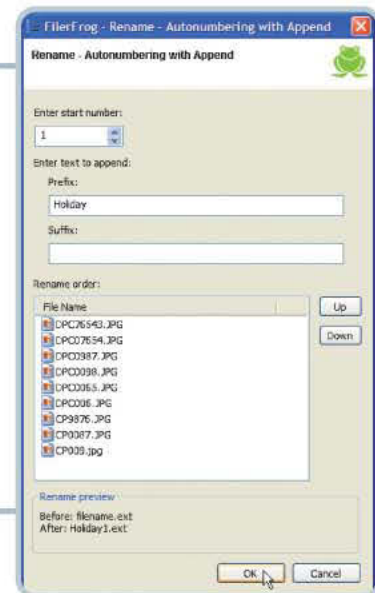 FilerFrog - Rename - Autonumbering with Append
Rename - Autonumbering with Append
Enter start number:
1
Enter text to append:
Prefix:
Holiday
Suffix:
Rename order:
File Name
Up
Down
DPC76543.JPG
DPC07654.JPG
DPC0987.JPG
DPC0098.JPG
DPC0065.JPG
DPC006.JPG
CP9876.JPG
CP0087.JPG
CP009.jpg
Rename preview
Before: filename.ext
After: Holiday1.ext
OK
Cancel